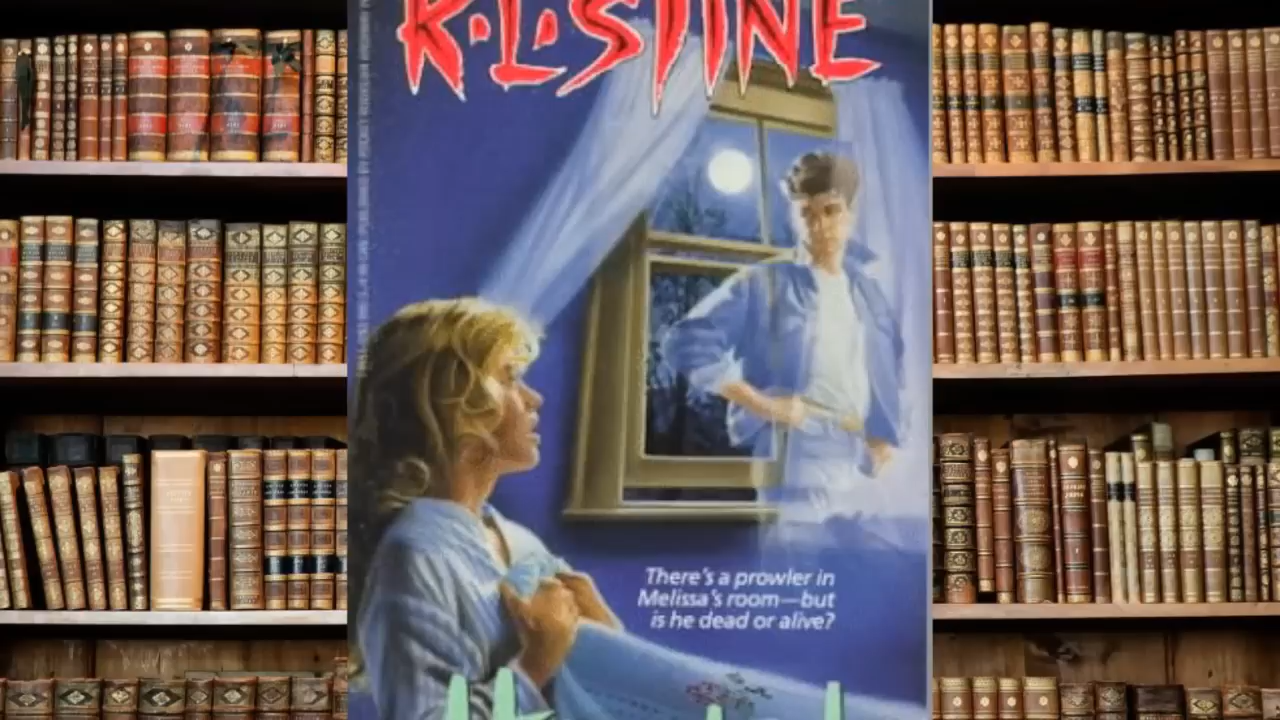 R.L.STINE
There's a prowler in
Melissa's room—but
is he dead or alive?